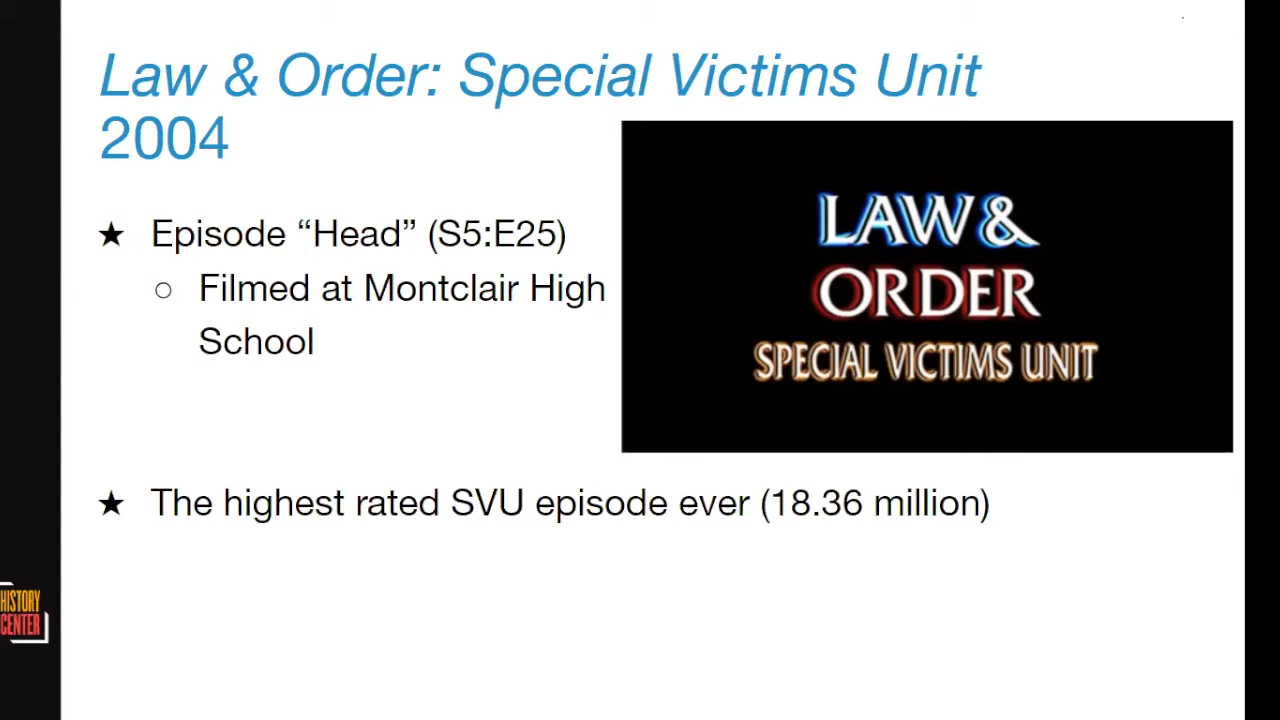 Law & Order: Special Victims Unit
2004
★ Episode “Head” (S5:E25)
○ Filmed at Montclair High
School
LAW &
ORDER
SPECIAL VICTIMS UNIT
★ The highest rated SVU episode ever (18.36 million)
HISTORY
CENTER